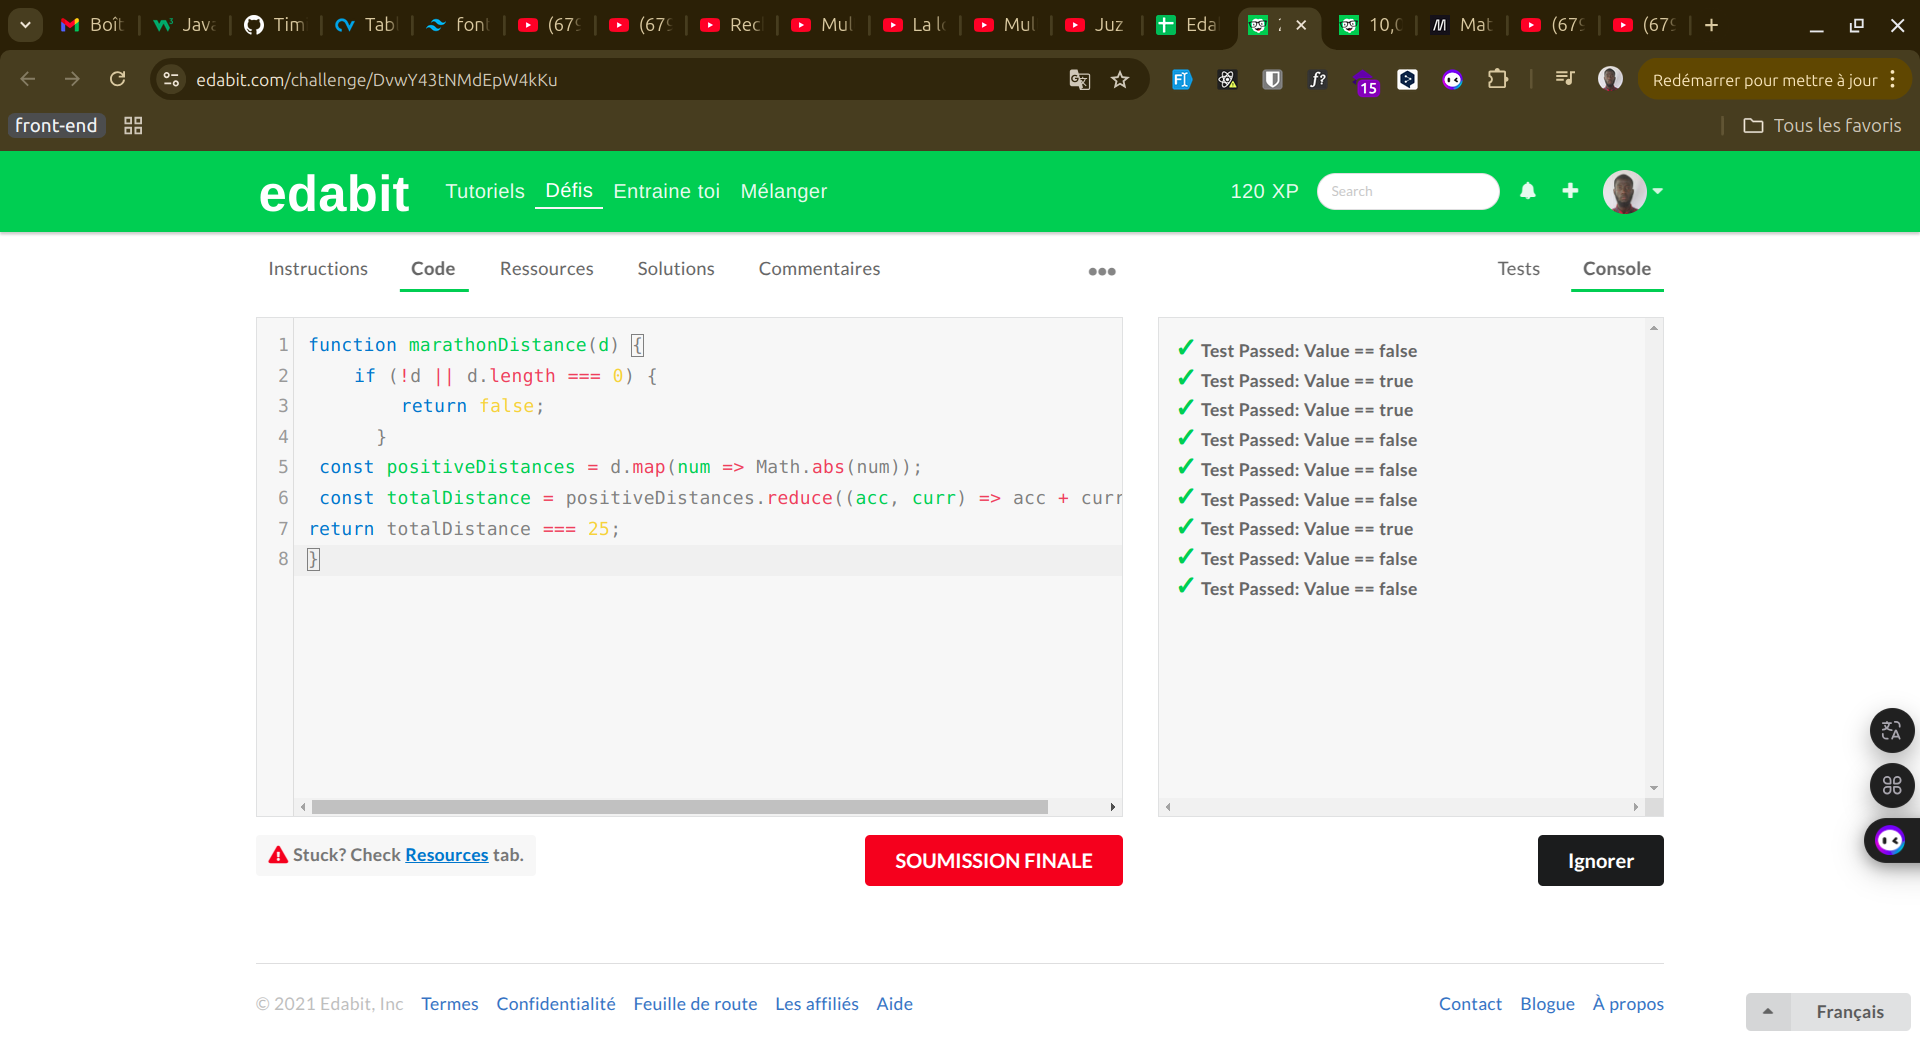 Boît
Java
Tim
Tab
font
(679
(679
Rec
Mul
La l
Mul
Juz
Eda
10,0
Mat
(679
(679
edabit.com/challenge/DvwY43tNMdEpW4kKu
15
Redémarrer pour mettre à jour
front-end
Tous les favoris
edabit
Tutoriels
Défis
Entraine toi
Mélanger
120 XP
Search
Instructions
Code
Ressources
Solutions
Commentaires
Tests
Console
1 function marathonDistance(d) {
2 if (!d || d.length === 0) {
3 return false;
4 }
5 const positiveDistances = d.map(num => Math.abs(num));
6 const totalDistance = positiveDistances.reduce((acc, curr) => acc + curr
7 return totalDistance === 25;
8 }
✓ Test Passed: Value == false
✓ Test Passed: Value == true
✓ Test Passed: Value == true
✓ Test Passed: Value == false
✓ Test Passed: Value == false
✓ Test Passed: Value == false
✓ Test Passed: Value == true
✓ Test Passed: Value == false
✓ Test Passed: Value == false
Stuck? Check Resources tab.
SOUMISSION FINALE
Ignorer
© 2021 Edabit, Inc
Termes
Confidentialité
Feuille de route
Les affiliés
Aide
Contact
Blogue
À propos
Français